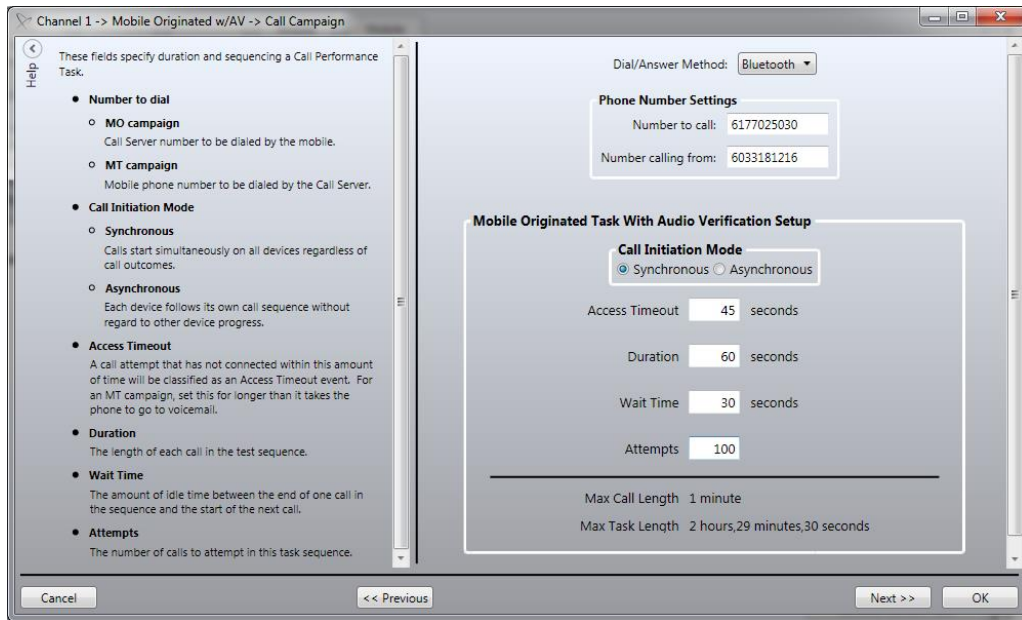 Channel 1 -> Mobile Originated w/AV -> Call Campaign
Help
These fields specify duration and sequencing a Call Performance
Task.
• Number to dial
o MO campaign
Call Server number to be dialed by the mobile.
o MT campaign
Mobile phone number to be dialed by the Call Server.
• Call Initiation Mode
o Synchronous
Calls start simultaneously on all devices regardless of
call outcomes.
o Asynchronous
Each device follows its own call sequence without
regard to other device progress.
• Access Timeout
A call attempt that has not connected within this amount
of time will be classified as an Access Timeout event. For
an MT campaign, set this for longer than it takes the
phone to go to voicemail.
• Duration
The length of each call in the test sequence.
• Wait Time
The amount of idle time between the end of one call in
the sequence and the start of the next call.
• Attempts
The number of calls to attempt in this task sequence.
Dial/Answer Method: Bluetooth
Phone Number Settings
Number to call: 6177025030
Number calling from: 6033181216
Mobile Originated Task With Audio Verification Setup
Call Initiation Mode
Synchronous Asynchronous
Access Timeout 45 seconds
Duration 60 seconds
Wait Time 30 seconds
Attempts 100
Max Call Length 1 minute
Max Task Length 2 hours,29 minutes,30 seconds
Cancel << Previous Next >> OK